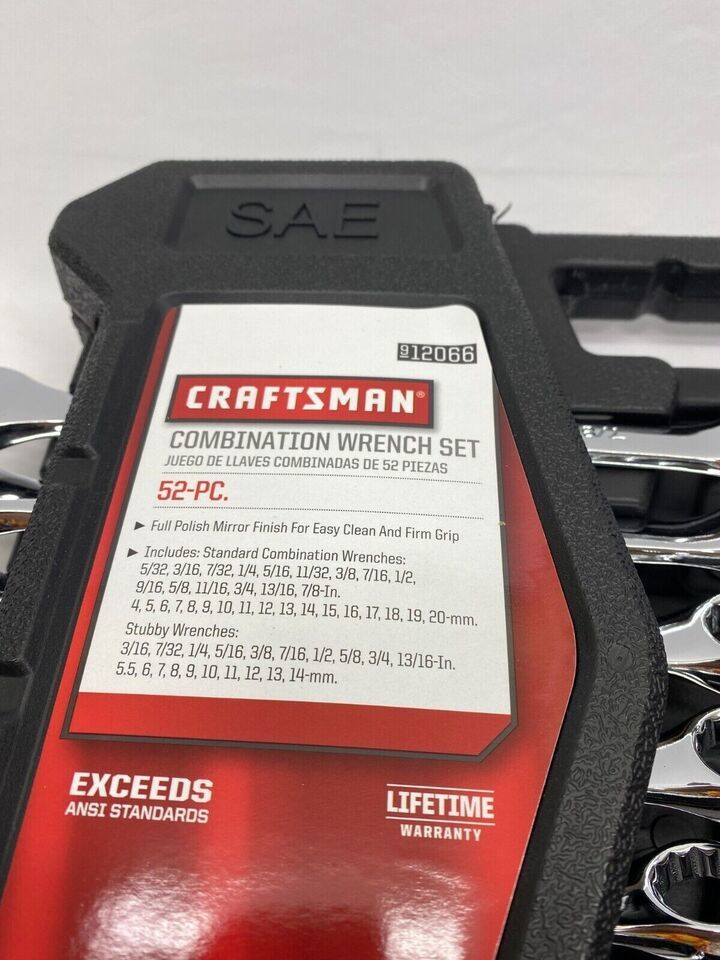 SAE
912066
CRAFTSMAN®
COMBINATION WRENCH SET
JUEGO DE LLAVES COMBINADAS DE 52 PIEZAS
52-PC.
▶ Full Polish Mirror Finish For Easy Clean And Firm Grip
▶ Includes: Standard Combination Wrenches:
5/32, 3/16, 7/32, 1/4, 5/16, 11/32, 3/8, 7/16, 1/2,
9/16, 5/8, 11/16, 3/4, 13/16, 7/8-In.
4, 5, 6, 7, 8, 9, 10, 11, 12, 13, 14, 15, 16, 17, 18, 19, 20-mm.
Stubby Wrenches:
3/16, 7/32, 1/4, 5/16, 3/8, 7/16, 1/2, 5/8, 3/4, 13/16-In.
5.5, 6, 7, 8, 9, 10, 11, 12, 13, 14-mm.
EXCEEDS
ANSI STANDARDS
LIFETIME
WARRANTY